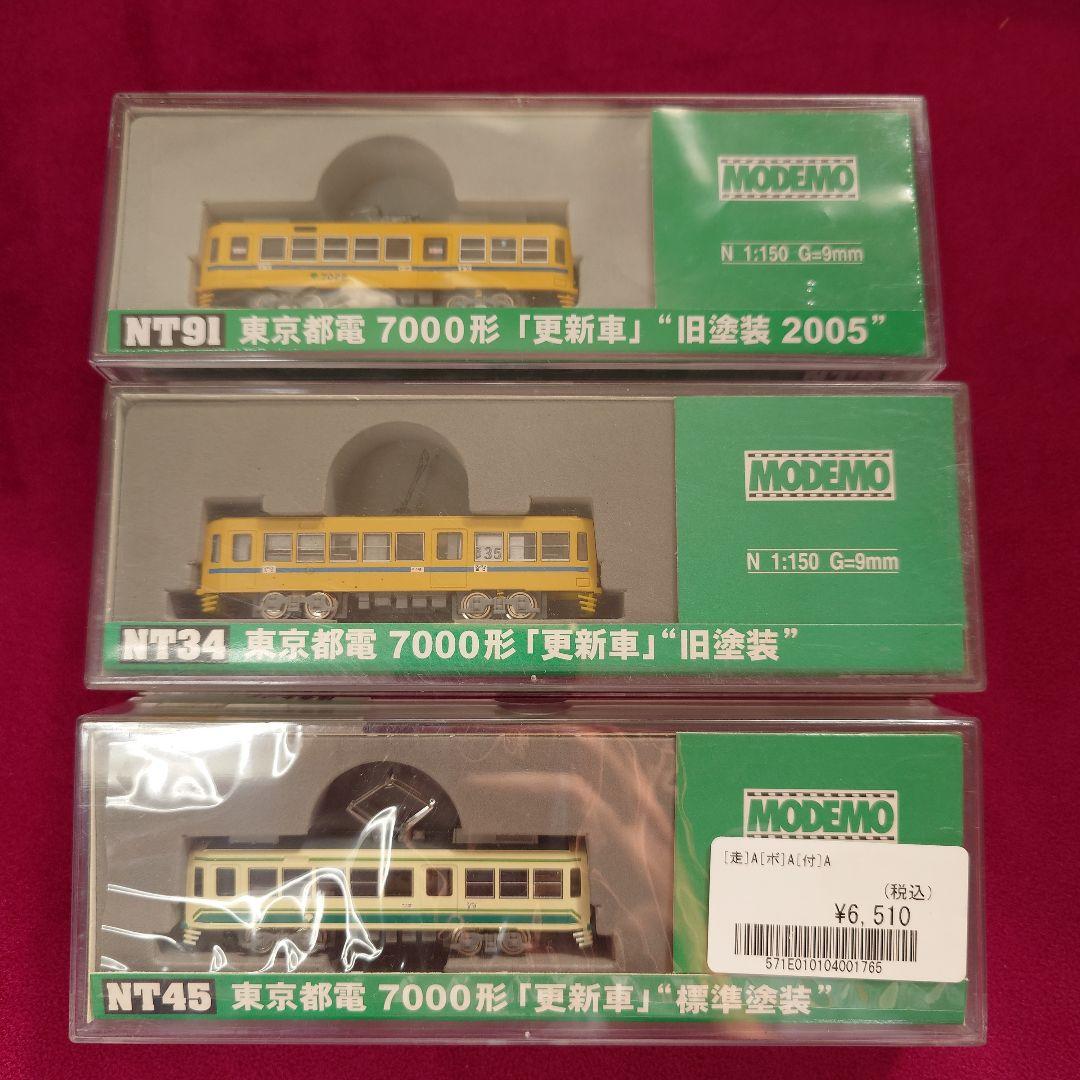 MODEMO
N 1:150 G=9mm
NT91 東京都電 7000形「更新車」“旧塗装 2005”
MODEMO
N 1:150 G=9mm
35
NT34 東京都電 7000形「更新車」“旧塗装”
MODEMO
[走]A[ボ]A[付]A
(税込)
¥6,510
571E010104001765
NT45 東京都電 7000形「更新車」“標準塗装”